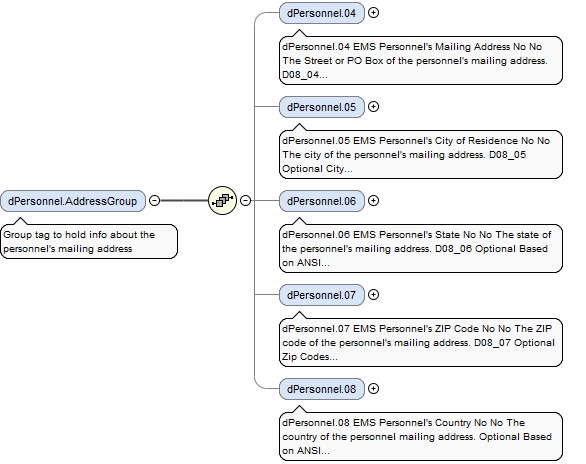 dPersonnel.04
dPersonnel.04 EMS Personnel's Mailing Address No No
The Street or PO Box of the personnel's mailing address.
D08_04...
dPersonnel.05
dPersonnel.05 EMS Personnel's City of Residence No No
The city of the personnel's mailing address. D08_05
Optional City...
dPersonnel.AddressGroup
Group tag to hold info about the
personnel's mailing address
dPersonnel.06
dPersonnel.06 EMS Personnel's State No No The state of
the personnel's mailing address. D08_06 Optional Based
on ANSI...
dPersonnel.07
dPersonnel.07 EMS Personnel's ZIP Code No No The ZIP
code of the personnel's mailing address. D08_07 Optional
Zip Codes...
dPersonnel.08
dPersonnel.08 EMS Personnel's Country No No The
country of the personnel mailing address. Optional Based
on ANSI...